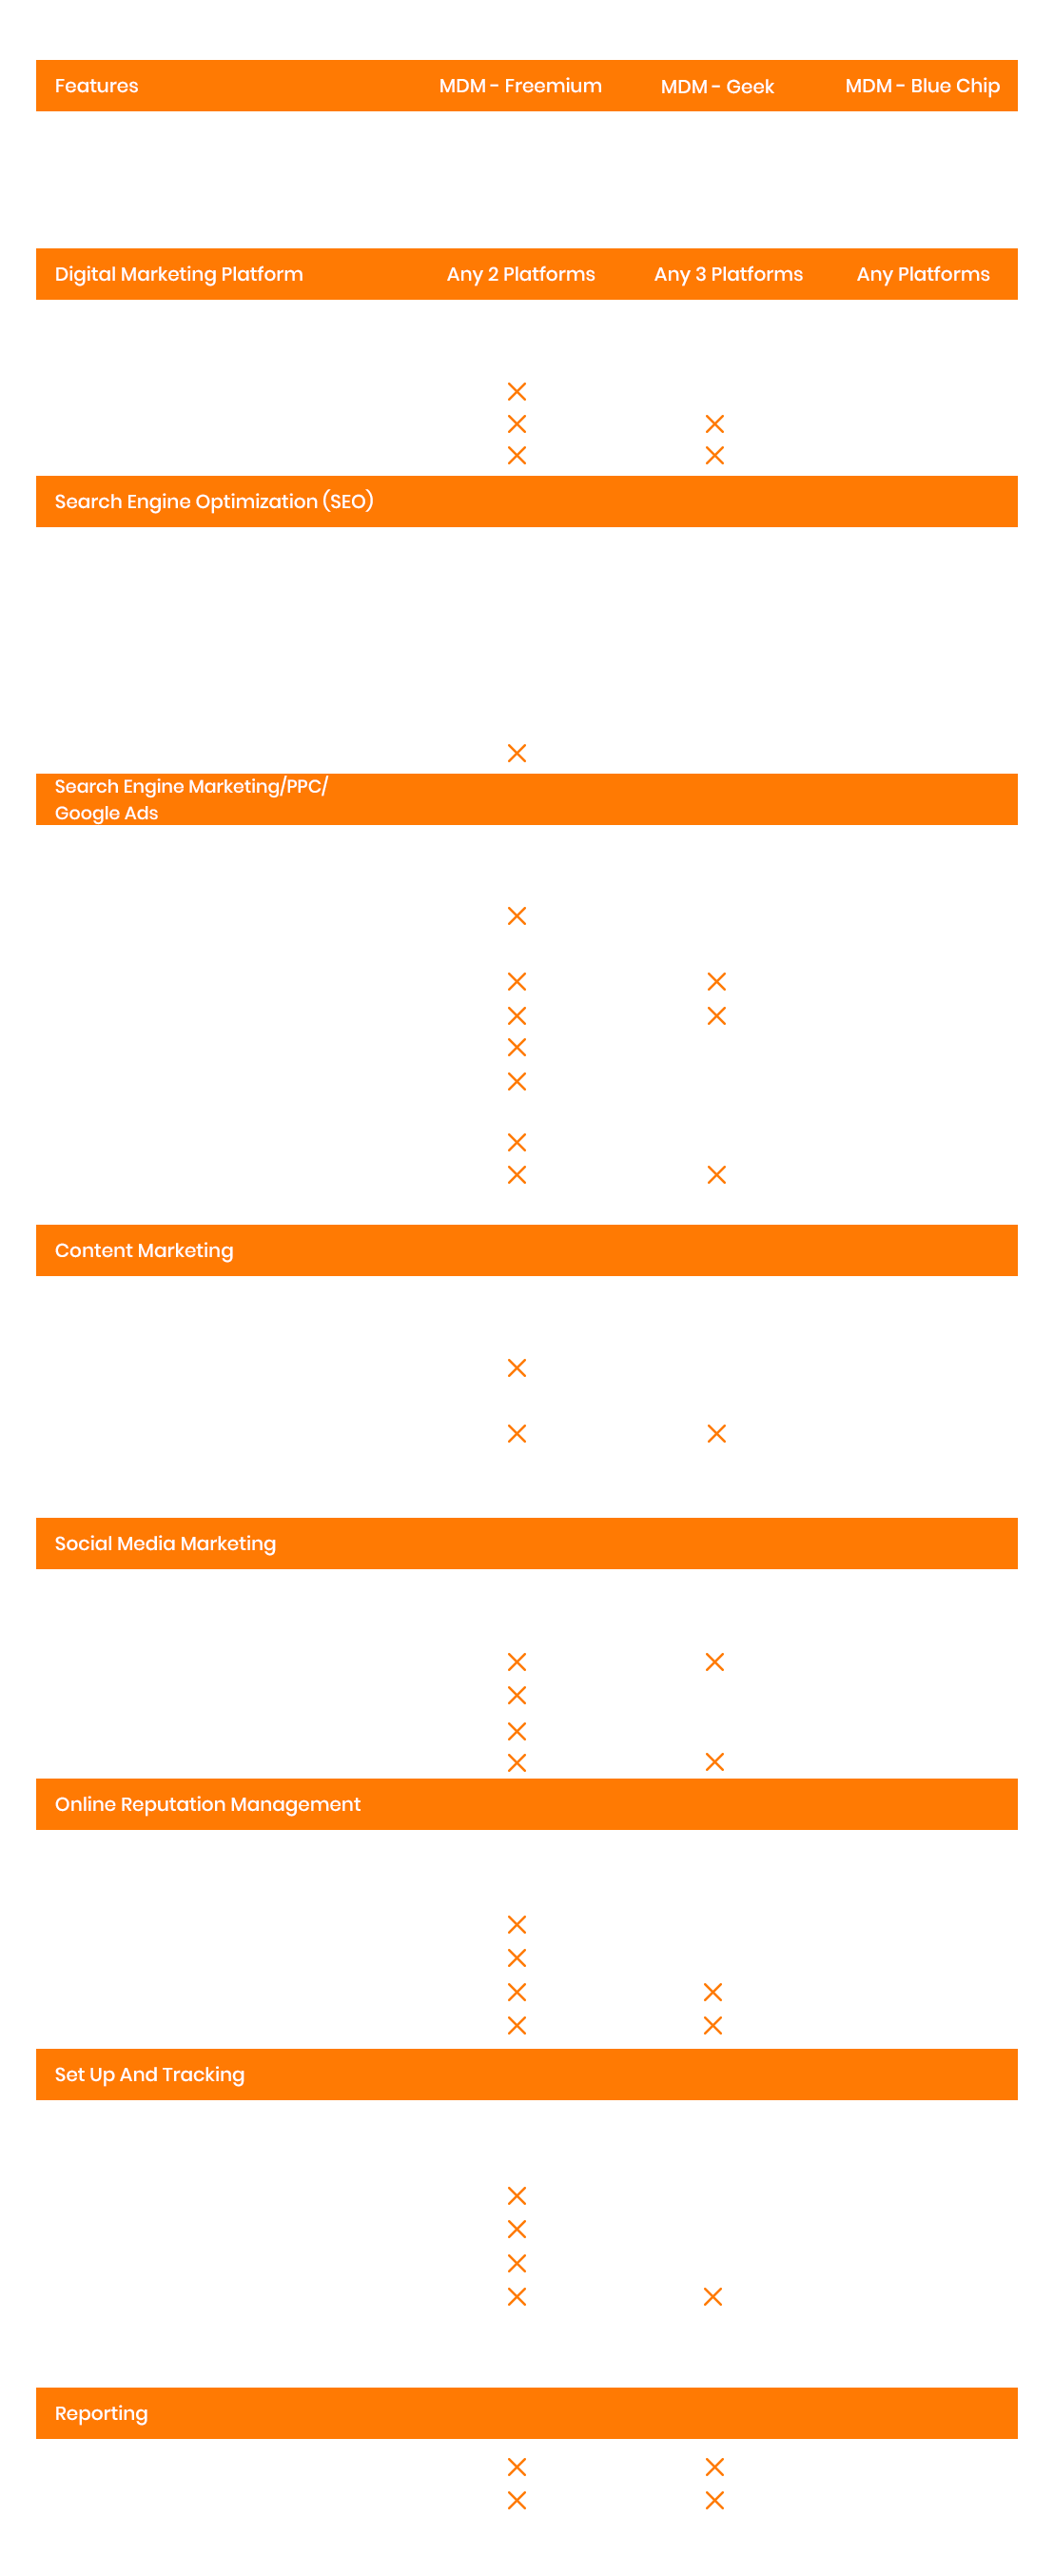 Features MDM - Freemium MDM - Geek MDM - Blue Chip
Digital Marketing Platform Any 2 Platforms Any 3 Platforms Any Platforms
Search Engine Optimization (SEO)
Search Engine Marketing/PPC/
Google Ads
Content Marketing
Social Media Marketing
Online Reputation Management
Set Up And Tracking
Reporting